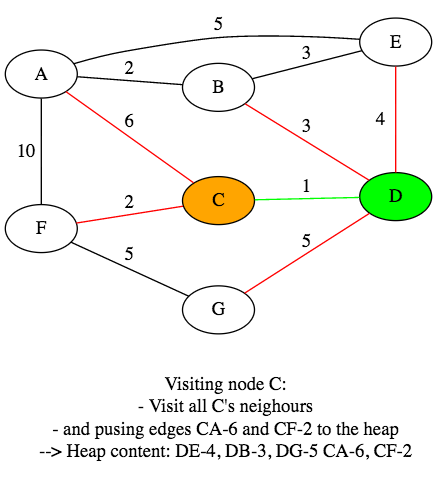 5
E
3
A
2
B
6
3
4
10
1
D
2
C
F
5
5
G
Visiting node C:
- Visit all C's neighours
- and pusing edges CA-6 and CF-2 to the heap
--> Heap content: DE-4, DB-3, DG-5 CA-6, CF-2